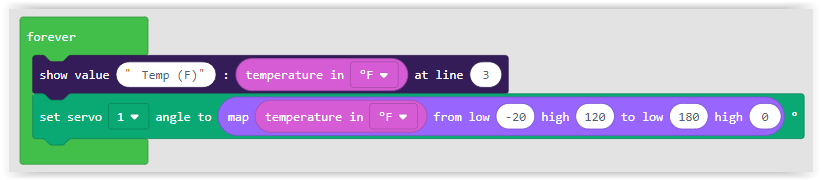 forever
show value " Temp (F)" : temperature in °F at line 3
set servo 1 angle to map temperature in °F from low -20 high 120 to low 180 high 0 °